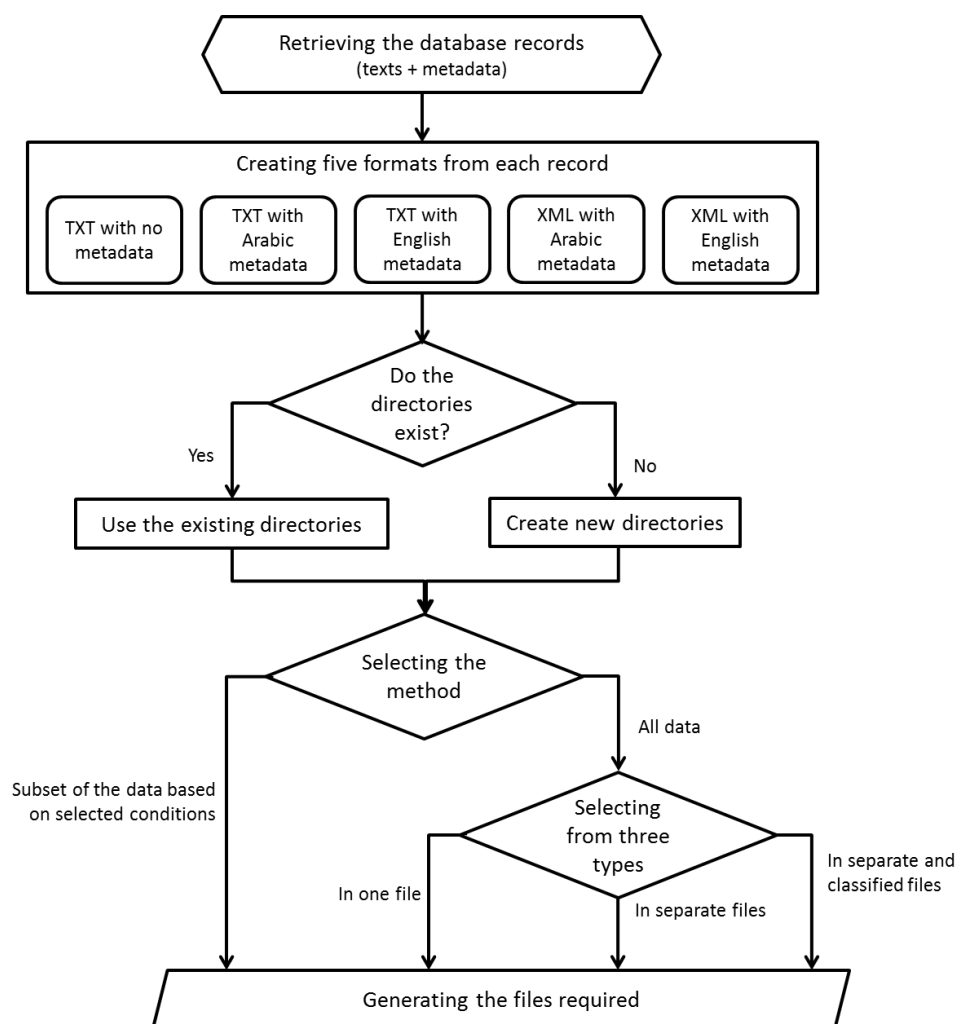 Retrieving the database records
(texts + metadata)
Creating five formats from each record
TXT with no
metadata
TXT with
Arabic
metadata
TXT with
English
metadata
XML with
Arabic
metadata
XML with
English
metadata
Do the
directories
exist?
Yes
No
Use the existing directories
Create new directories
Selecting the
method
All data
Subset of the data based
on selected conditions
Selecting
from three
types
In one file
In separate files
In separate and
classified files
Generating the files required